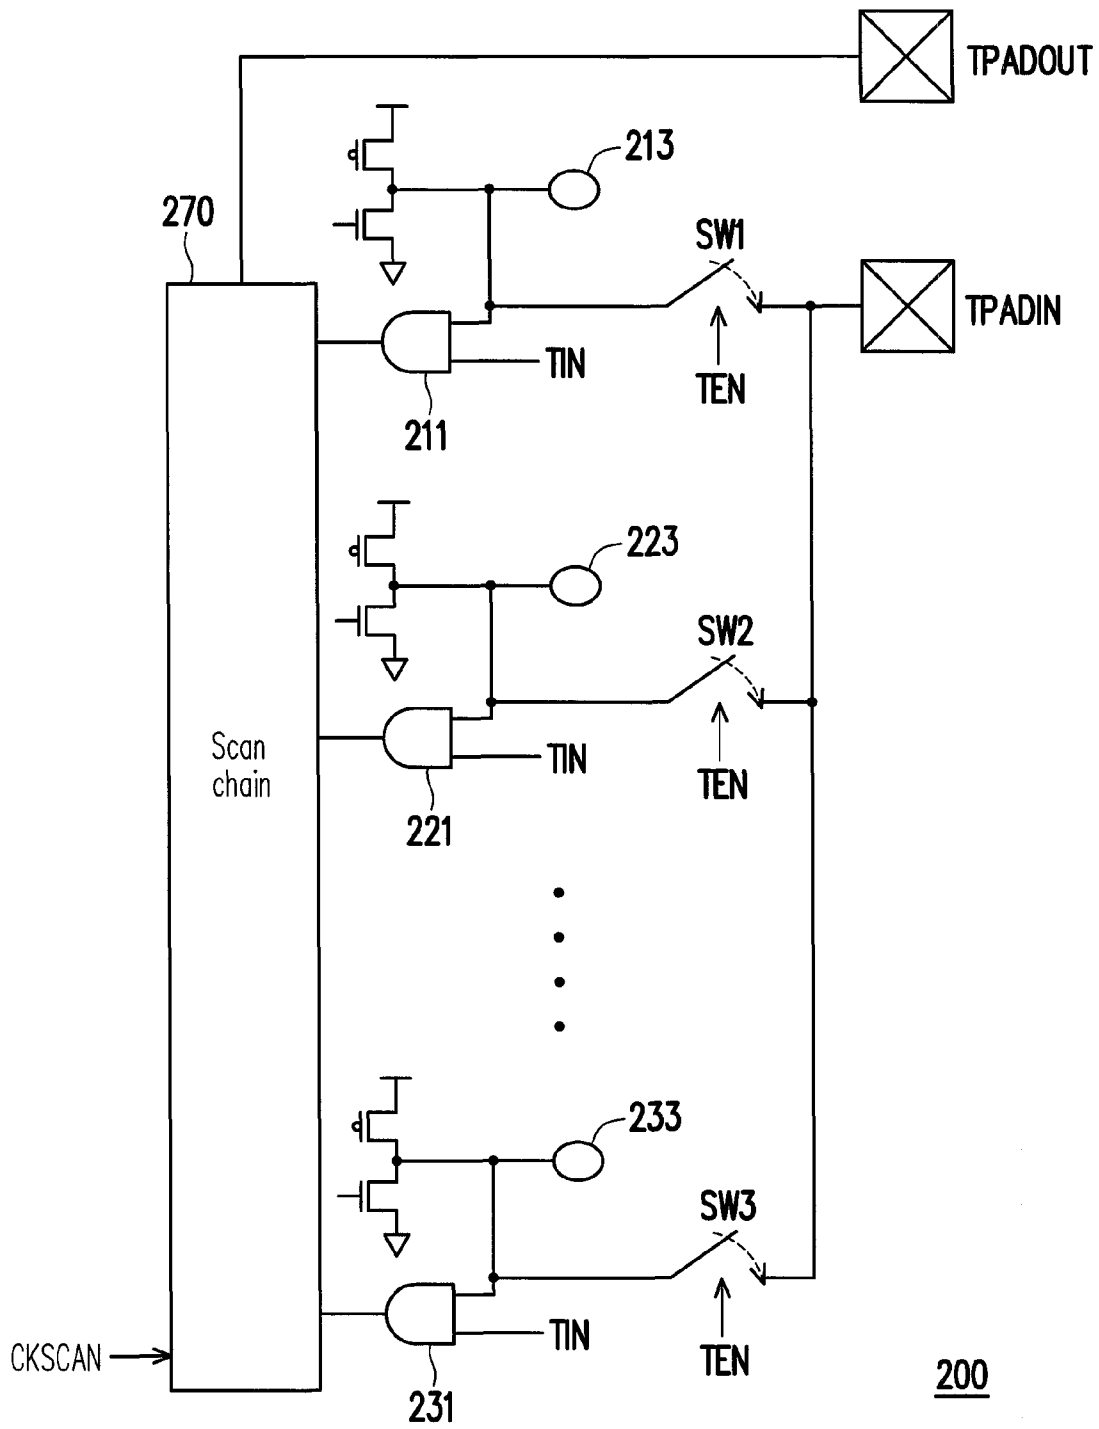 TPADOUT
213
270
SW1
TPADIN
TIN
TEN
211
223
SW2
Scan
chain
TIN
TEN
221
233
SW3
TIN
CKSCAN
TEN
200
231